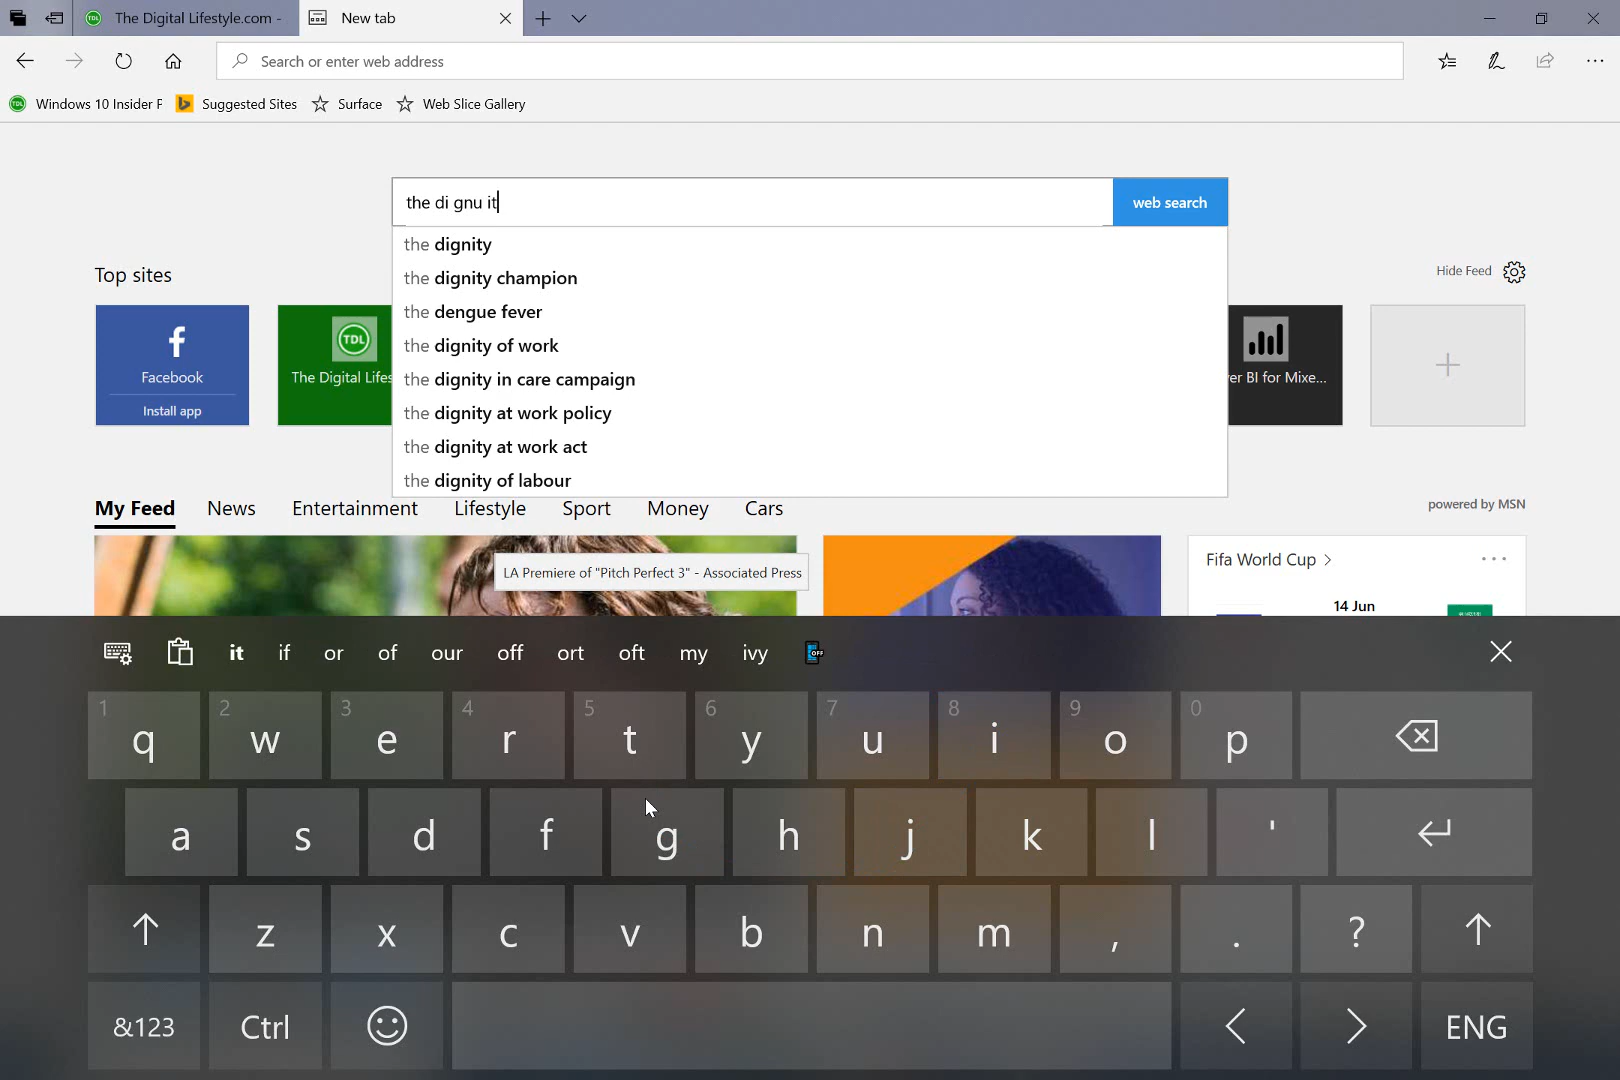 The Digital Lifestyle.com -
New tab
Search or enter web address
Windows 10 Insider F
Suggested Sites
Surface
Web Slice Gallery
the di gnu it
web search
the dignity
the dignity champion
the dengue fever
the dignity of work
the dignity in care campaign
the dignity at work policy
the dignity at work act
the dignity of labour
Top sites
Hide Feed
Facebook
Install app
TDL
The Digital Lifes
er BI for Mixe...
My Feed
News
Entertainment
Lifestyle
Sport
Money
Cars
powered by MSN
LA Premiere of "Pitch Perfect 3" - Associated Press
Fifa World Cup >
14 Jun
it if or of our off ort oft my ivy OFF
1 2 3 4 5 6 7 8 9 0
q w e r t y u i o p
a s d f g h j k l '
z x c v b n m , . ?
&123 Ctrl < > ENG